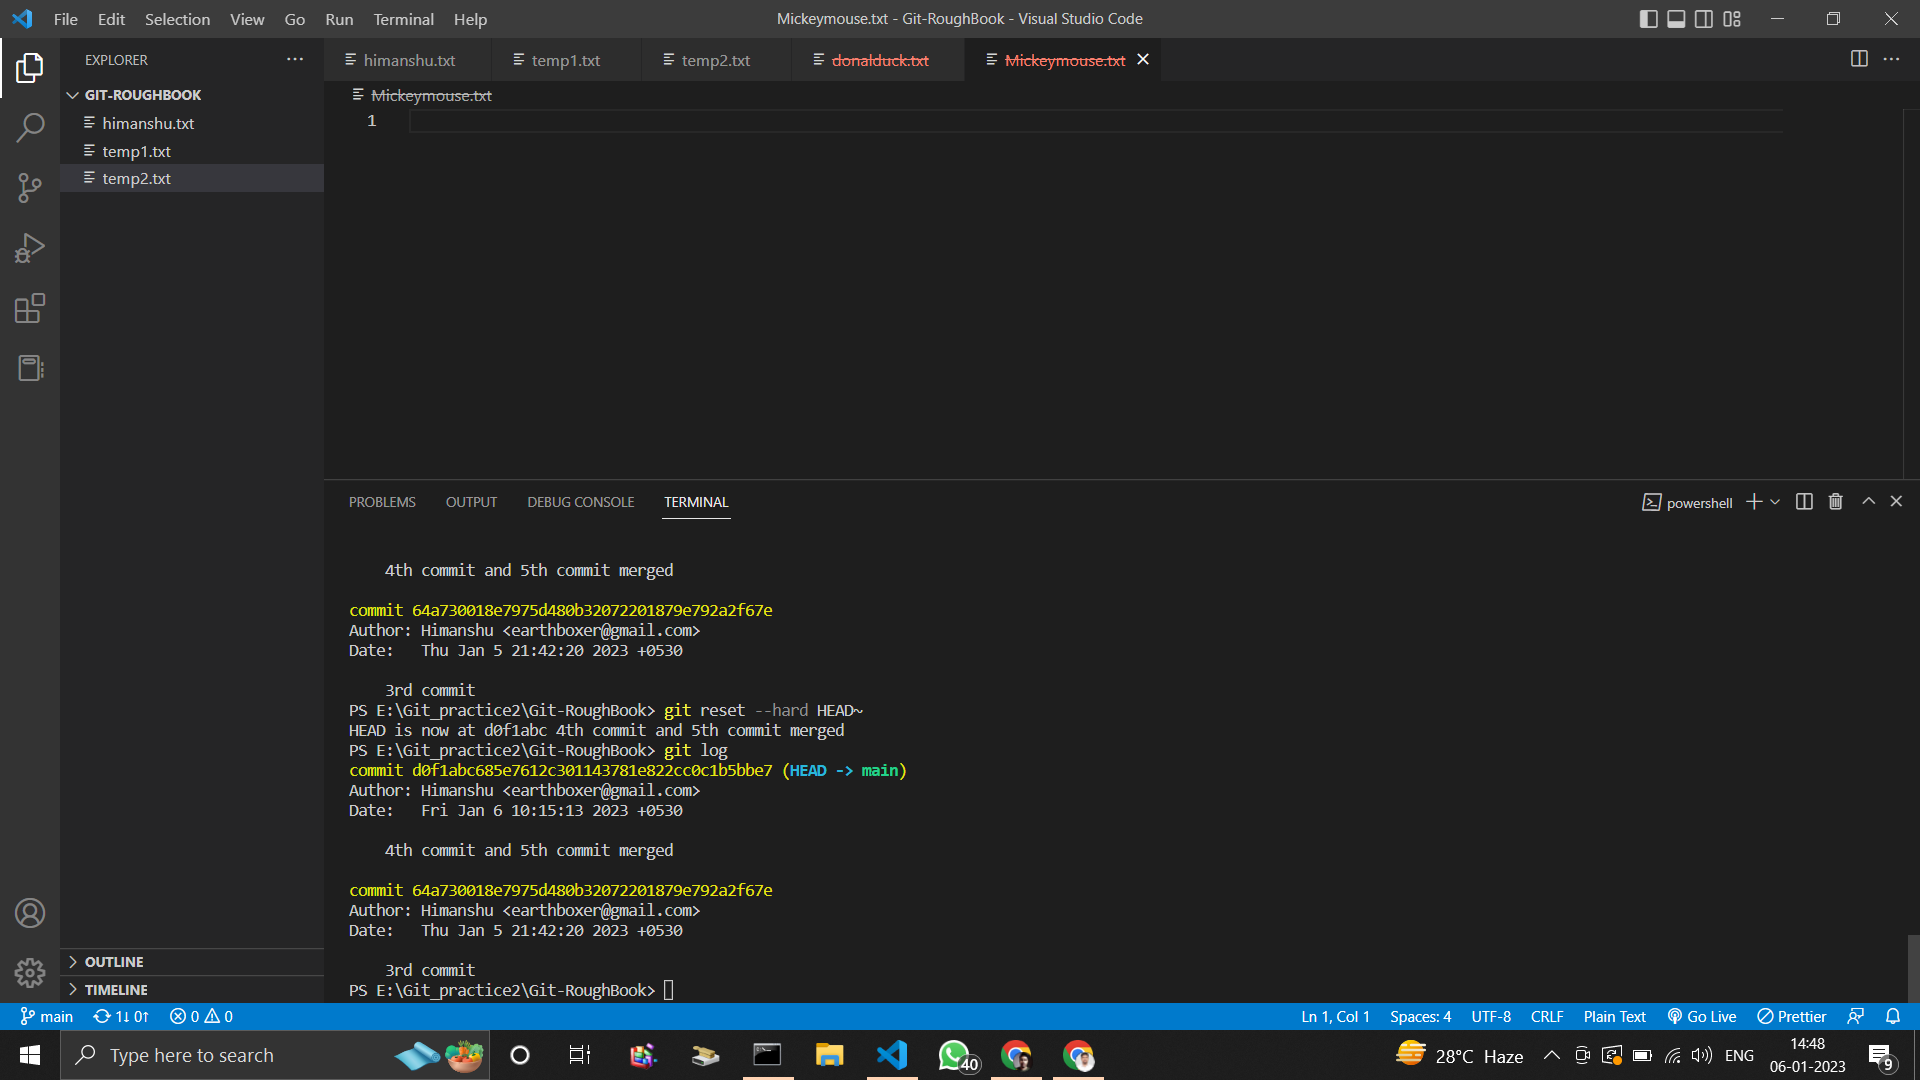 File Edit Selection View Go Run Terminal Help
Mickeymouse.txt - Git-RoughBook - Visual Studio Code
EXPLORER
GIT-ROUGHBOOK
himanshu.txt
temp1.txt
temp2.txt
OUTLINE
TIMELINE
himanshu.txt temp1.txt temp2.txt donalduck.txt Mickeymouse.txt
Mickeymouse.txt
1
PROBLEMS OUTPUT DEBUG CONSOLE TERMINAL
powershell
4th commit and 5th commit merged
commit 64a730018e7975d480b32072201879e792a2f67e
Author: Himanshu <earthboxer@gmail.com>
Date:   Thu Jan 5 21:42:20 2023 +0530
3rd commit
PS E:\Git_practice2\Git-RoughBook> git reset --hard HEAD~
HEAD is now at d0f1abc 4th commit and 5th commit merged
PS E:\Git_practice2\Git-RoughBook> git log
commit d0f1abc685e7612c301143781e822cc0c1b5bbe7 (HEAD -> main)
Author: Himanshu <earthboxer@gmail.com>
Date:   Fri Jan 6 10:15:13 2023 +0530
4th commit and 5th commit merged
commit 64a730018e7975d480b32072201879e792a2f67e
Author: Himanshu <earthboxer@gmail.com>
Date:   Thu Jan 5 21:42:20 2023 +0530
3rd commit
PS E:\Git_practice2\Git-RoughBook>
main 1↓ 0↑ 0 0
Ln 1, Col 1 Spaces: 4 UTF-8 CRLF Plain Text Go Live Prettier
Type here to search
40
28°C Haze
ENG
14:48
06-01-2023
9